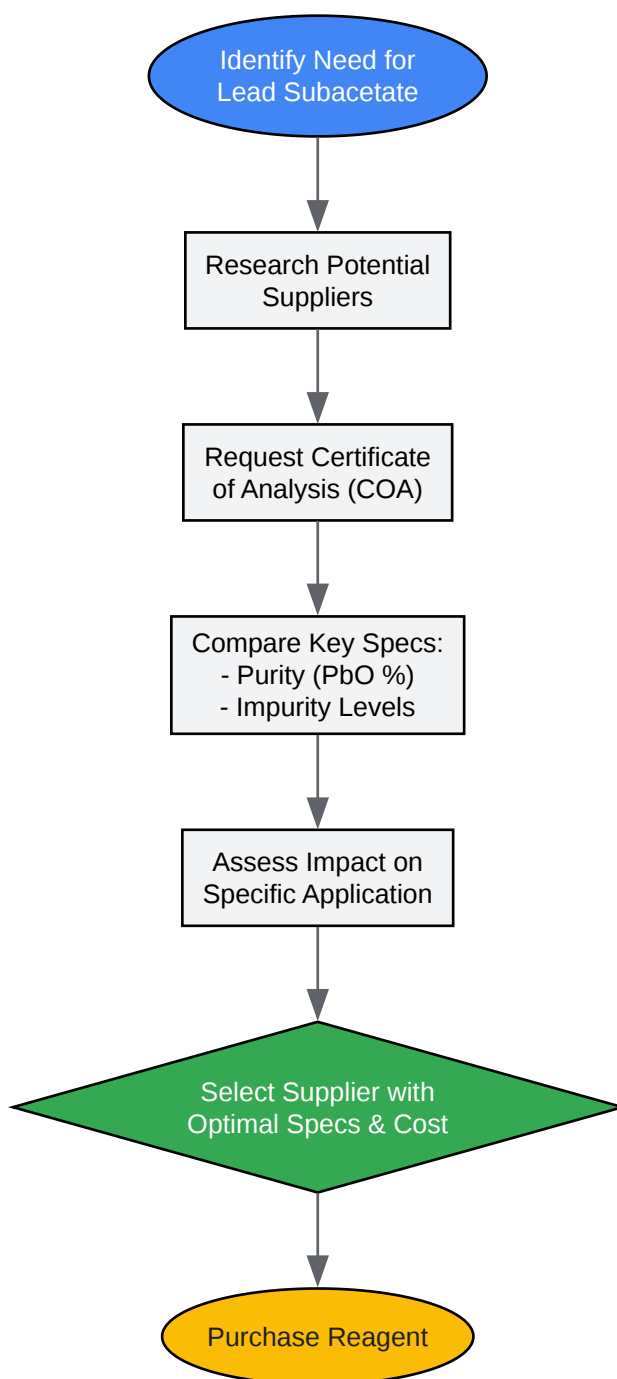 Identify Need for
Lead Subacetate
Research Potential
Suppliers
Request Certificate
of Analysis (COA)
Compare Key Specs:
- Purity (PbO %)
- Impurity Levels
Assess Impact on
Specific Application
Select Supplier with
Optimal Specs & Cost
Purchase Reagent